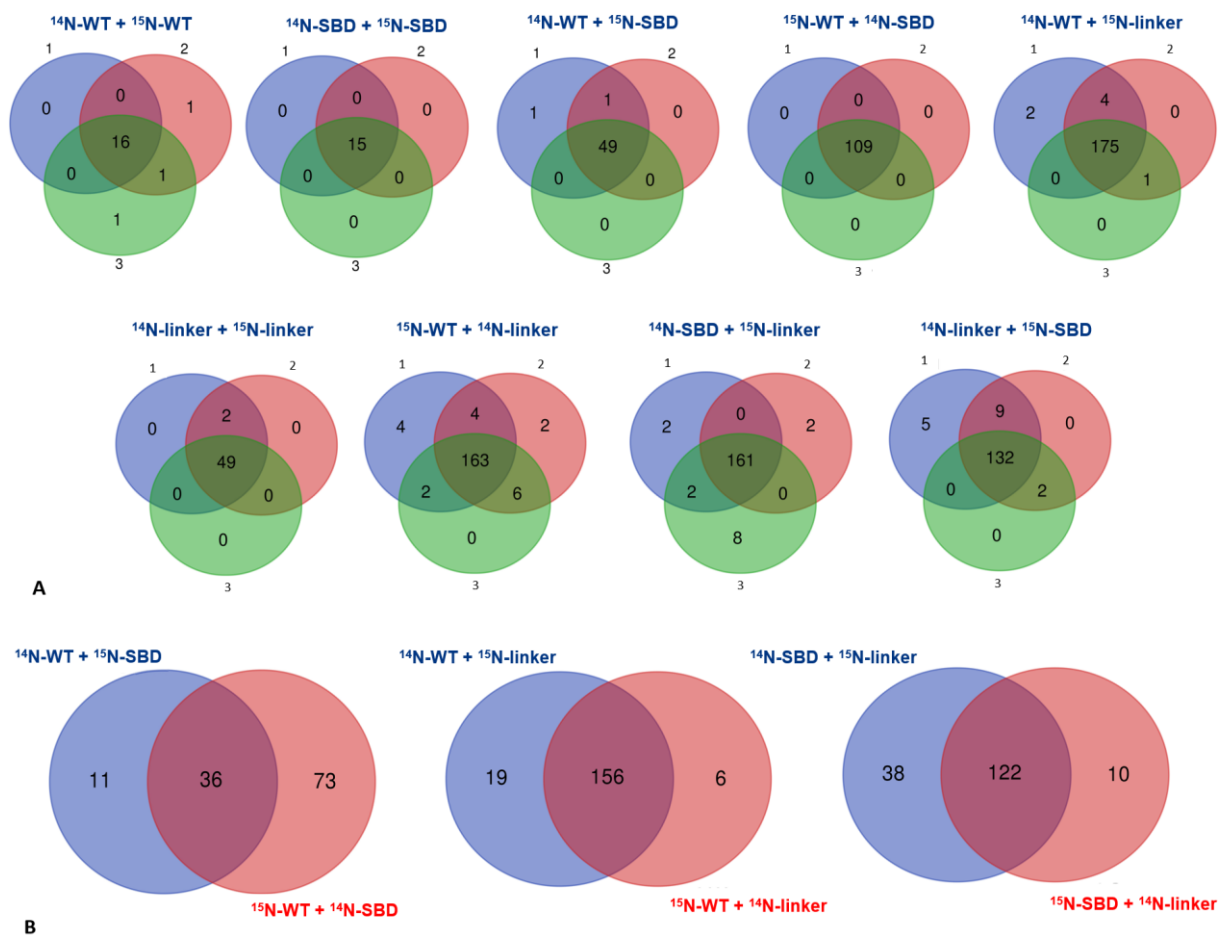 ¹⁴N-WT + ¹⁵N-WT ¹⁴N-SBD + ¹⁵N-SBD ¹⁴N-WT + ¹⁵N-SBD ¹⁵N-WT + ¹⁴N-SBD ¹⁴N-WT + ¹⁵N-linker
1 2 1 2 1 2 1 2 1 2
0 0 1 0 0 0 1 1 0 0 0 0 2 4 0
16 15 49 109 175
0 1 0 0 0 0 0 0 0 1
1 0 0 0 0
3 3 3 3 3
¹⁴N-linker + ¹⁵N-linker ¹⁵N-WT + ¹⁴N-linker ¹⁴N-SBD + ¹⁵N-linker ¹⁴N-linker + ¹⁵N-SBD
1 2 1 2 1 2 1 2
0 2 0 4 4 2 2 0 2 5 9 0
49 163 161 132
0 0 2 6 2 0 0 2
0 0 8 0
3 3 3 3
A
¹⁴N-WT + ¹⁵N-SBD ¹⁴N-WT + ¹⁵N-linker ¹⁴N-SBD + ¹⁵N-linker
11 36 73 19 156 6 38 122 10
¹⁵N-WT + ¹⁴N-SBD ¹⁵N-WT + ¹⁴N-linker ¹⁵N-SBD + ¹⁴N-linker
B